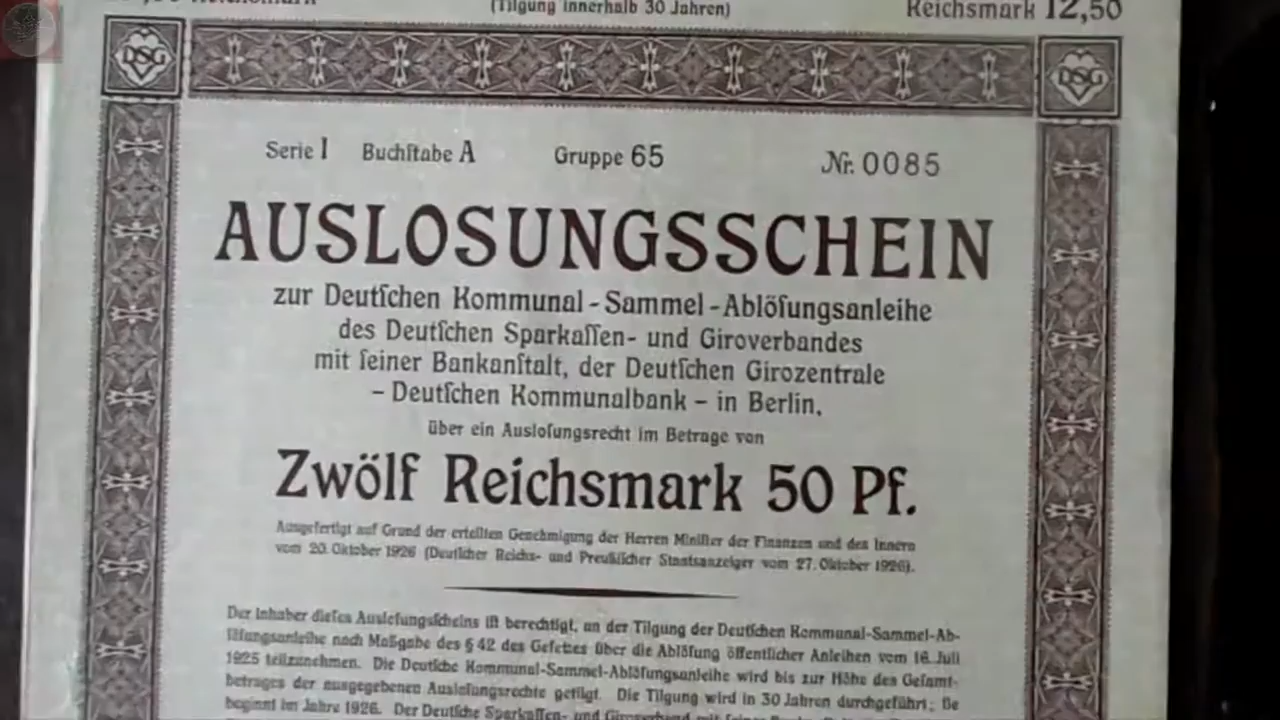 (Tilgung innerhalb 30 Jahren)
Reichsmark 12,50
DSG
DSG
Serie I Buchſtabe A Gruppe 65 Nr. 0085
AUSLOSUNGSSCHEIN
zur Deutſchen Kommunal - Sammel - Ablöſungsanleihe
des Deutſchen Sparkaſſen- und Giroverbandes
mit ſeiner Bankanſtalt, der Deutſchen Girozentrale
– Deutſchen Kommunalbank – in Berlin,
über ein Ausloſungsrecht im Betrage von
Zwölf Reichsmark 50 Pf.
Ausgefertigt auf Grund der erteilten Genehmigung der Herren Miniſter der Finanzen und des Innern
vom 20. Oktober 1926 (Deutſcher Reichs- und Preußiſcher Staatsanzeiger vom 27. Oktober 1926).
Der Inhaber dieſes Ausloſungsſcheins iſt berechtigt, an der Tilgung der Deutſchen Kommunal-Sammel-Ab-
löſungsanleihe nach Maßgabe des § 42 des Geſetzes über die Ablöſung öffentlicher Anleihen vom 16. Juli
1925 teilzunehmen. Die Deutſche Kommunal-Sammel-Ablöſungsanleihe wird bis zur Höhe des Geſamt-
betrages der ausgegebenen Ausloſungsrechte getilgt. Die Tilgung wird in 30 Jahren durchgeführt; ſie
beginnt im Jahre 1926. Der Deutſche Sparkaſſen- und Giroverband mit ſeiner